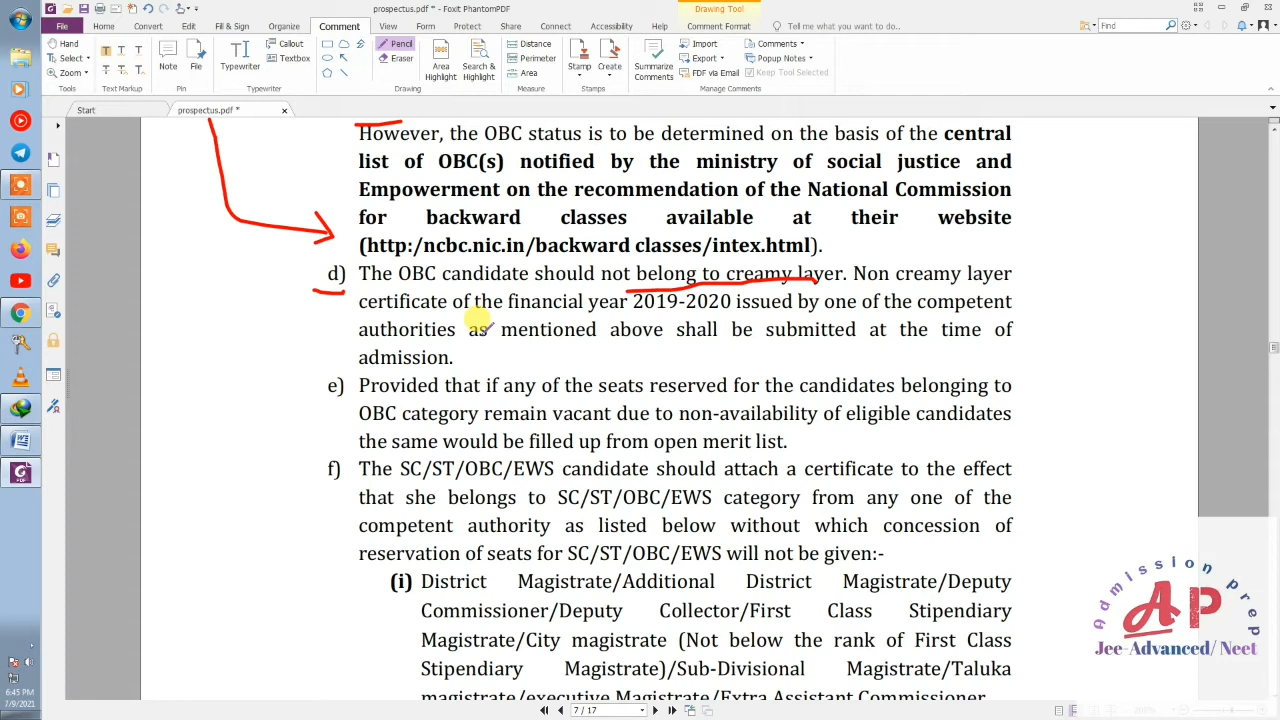 prospectus.pdf * - Foxit PhantomPDF
Drawing Tool
File Home Convert Edit Fill & Sign Organize Comment View Form Protect Share Connect Accessibility Help Comment Format Tell me what you want to do.. Find
Hand
Select
Zoom
Tools
Text Markup
Note
File
Pin
Typewriter
Callout
Textbox
Typewriter
Pencil
Eraser
Drawing
Area
Highlight
Search &
Highlight
Distance
Perimeter
Area
Measure
Stamp
Create
Stamps
Summarize
Comments
Import
Export
FDF via Email
Comments
Popup Notes
Keep Tool Selected
Manage Comments
Start
prospectus.pdf *
However, the OBC status is to be determined on the basis of the central
list of OBC(s) notified by the ministry of social justice and
Empowerment on the recommendation of the National Commission
for backward classes available at their website
(http:/ncbc.nic.in/backward classes/intex.html).
d) The OBC candidate should not belong to creamy layer. Non creamy layer
certificate of the financial year 2019-2020 issued by one of the competent
authorities as mentioned above shall be submitted at the time of
admission.
e) Provided that if any of the seats reserved for the candidates belonging to
OBC category remain vacant due to non-availability of eligible candidates
the same would be filled up from open merit list.
f) The SC/ST/OBC/EWS candidate should attach a certificate to the effect
that she belongs to SC/ST/OBC/EWS category from any one of the
competent authority as listed below without which concession of
reservation of seats for SC/ST/OBC/EWS will not be given:-
(i) District Magistrate/Additional District Magistrate/Deputy
Commissioner/Deputy Collector/First Class Stipendiary
Magistrate/City magistrate (Not below the rank of First Class
Stipendiary Magistrate)/Sub-Divisional Magistrate/Taluka
magistrate/executive Magistrate/Extra Assistant Commissioner
Admission prep
AP
Jee-Advanced/ Neet
6:45 PM
7/9/2021
7 / 17